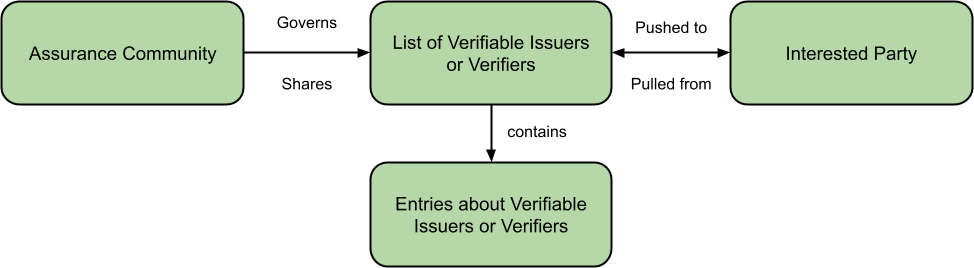 Governs
Pushed to
Assurance Community
List of Verifiable Issuers
or Verifiers
Interested Party
Shares
Pulled from
contains
Entries about Verifiable
Issuers or Verifiers